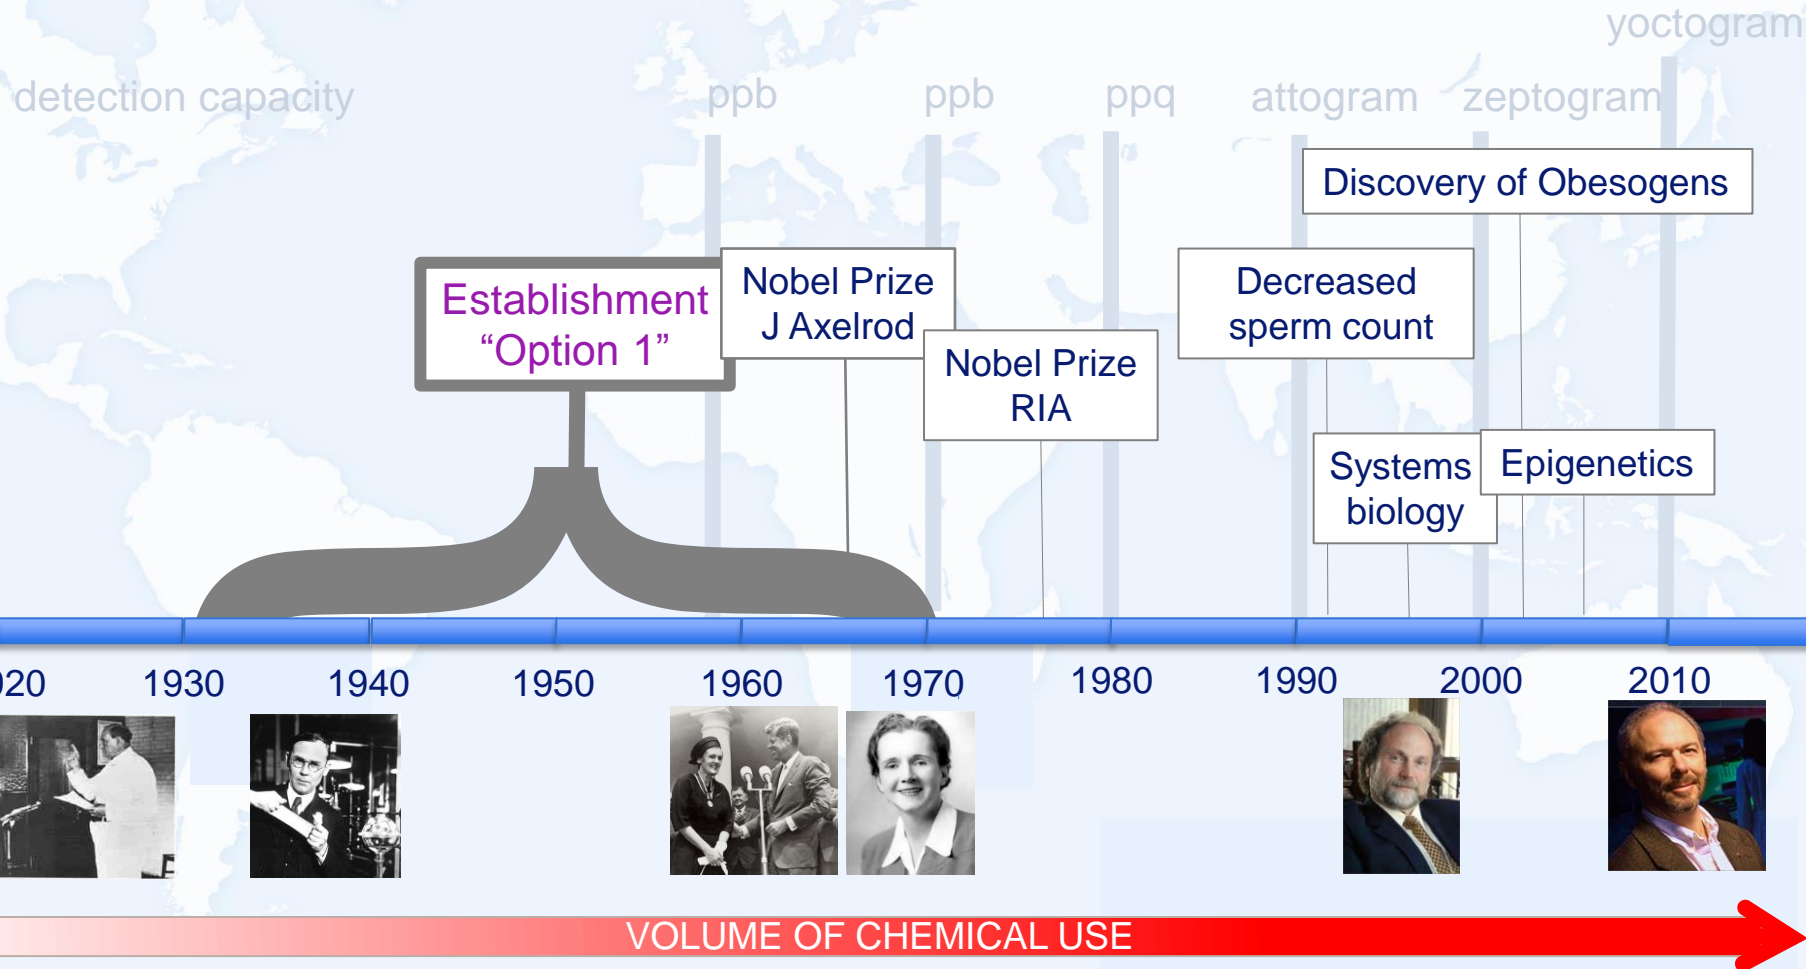 yoctogram
detection capacity
ppb
ppb
ppq
attogram
zeptogram
Discovery of Obesogens
Establishment
“Option 1”
Nobel Prize
J Axelrod
Nobel Prize
RIA
Decreased
sperm count
Systems
biology
Epigenetics
020
1930
1940
1950
1960
1970
1980
1990
2000
2010
VOLUME OF CHEMICAL USE